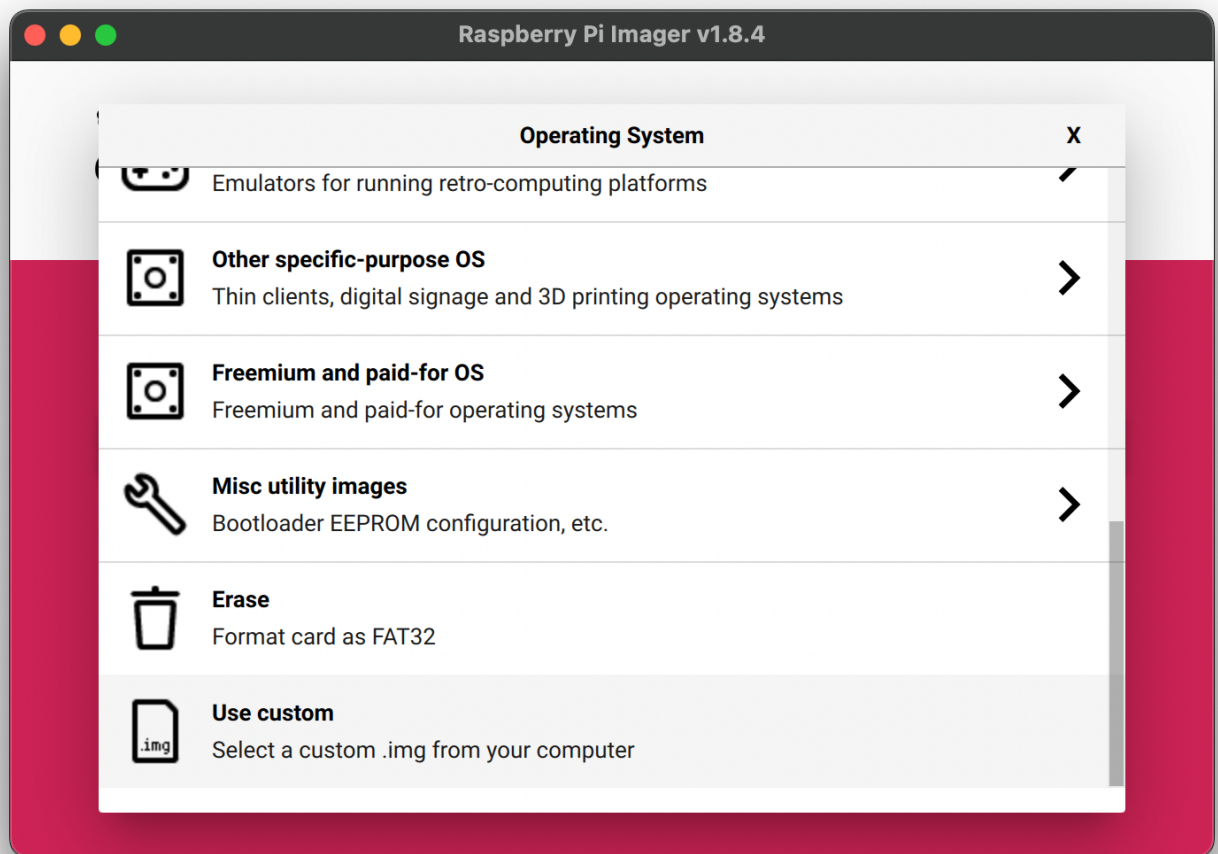 Raspberry Pi Imager v1.8.4
Operating System
X
Emulators for running retro-computing platforms
Other specific-purpose OS
Thin clients, digital signage and 3D printing operating systems
Freemium and paid-for OS
Freemium and paid-for operating systems
Misc utility images
Bootloader EEPROM configuration, etc.
Erase
Format card as FAT32
Use custom
.img
Select a custom .img from your computer